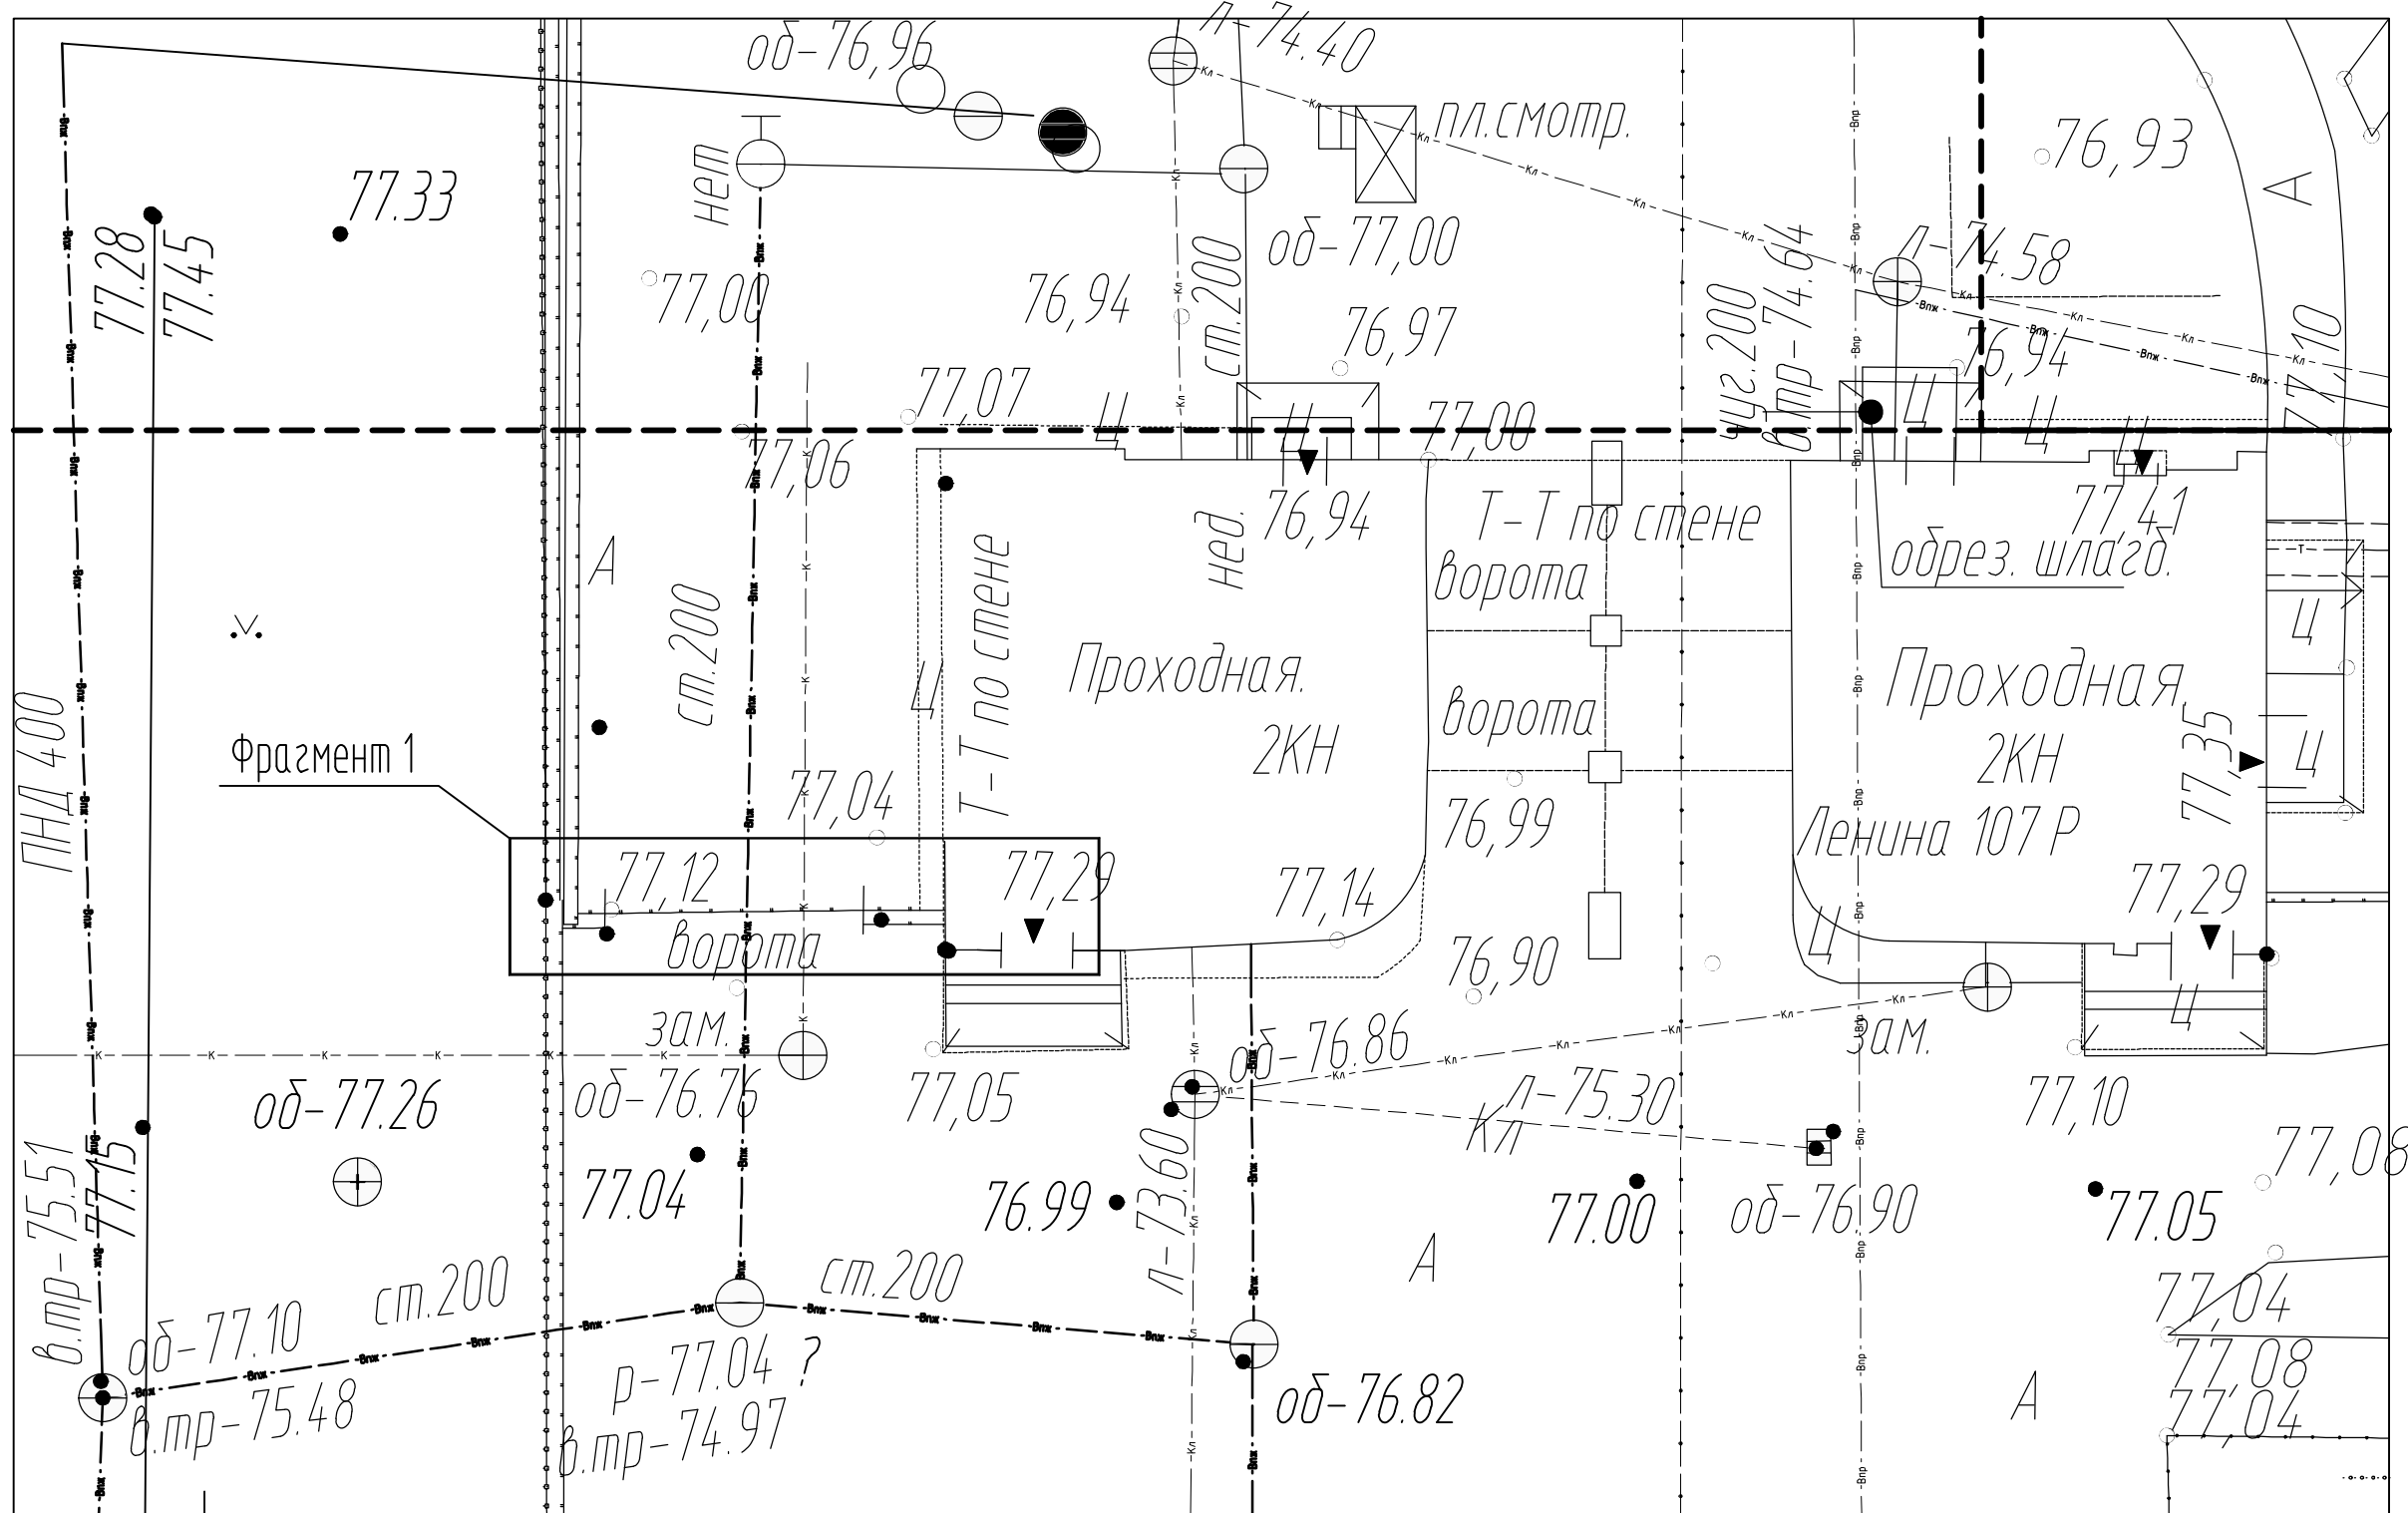 об-76,96
л-74.40
пл.смотр.
76,93
А
77.33
нет
77.28
77.45
об-77,00
л-74.58
77,00
76,94
ст.200
76,97
чуг.200
в.тр-74.64
76,94
77,10
77,07
Ц
Ц
77,00
Ц
Ц
Ц
77,06
76,94
Т-Т по стене
77,41
А
ст.200
Т-Т по стене
нед.
ворота
обрез. шлагб.
Ц
Ц
Проходная.
2КН
ворота
Проходная.
2КН
77,35
Ц
ПНД 400
Фрагмент 1
77,04
76,99
Ленина 107 Р
77,12
77,29
77,14
77,29
ворота
76,90
Ц
Ц
зам.
зам.
об-77.26
об-76.76
77,05
об-76.86
л-75.30
Кл
77,10
77,08
в.тр-75.51
77.15
77.04
76.99
л-73.60
77.00
об-76.90
77.05
А
ст.200
ст.200
77,04
об-77.10
в.тр-75.48
р-77.04 ?
в.тр-74.97
об-76.82
77,08
77,04
А